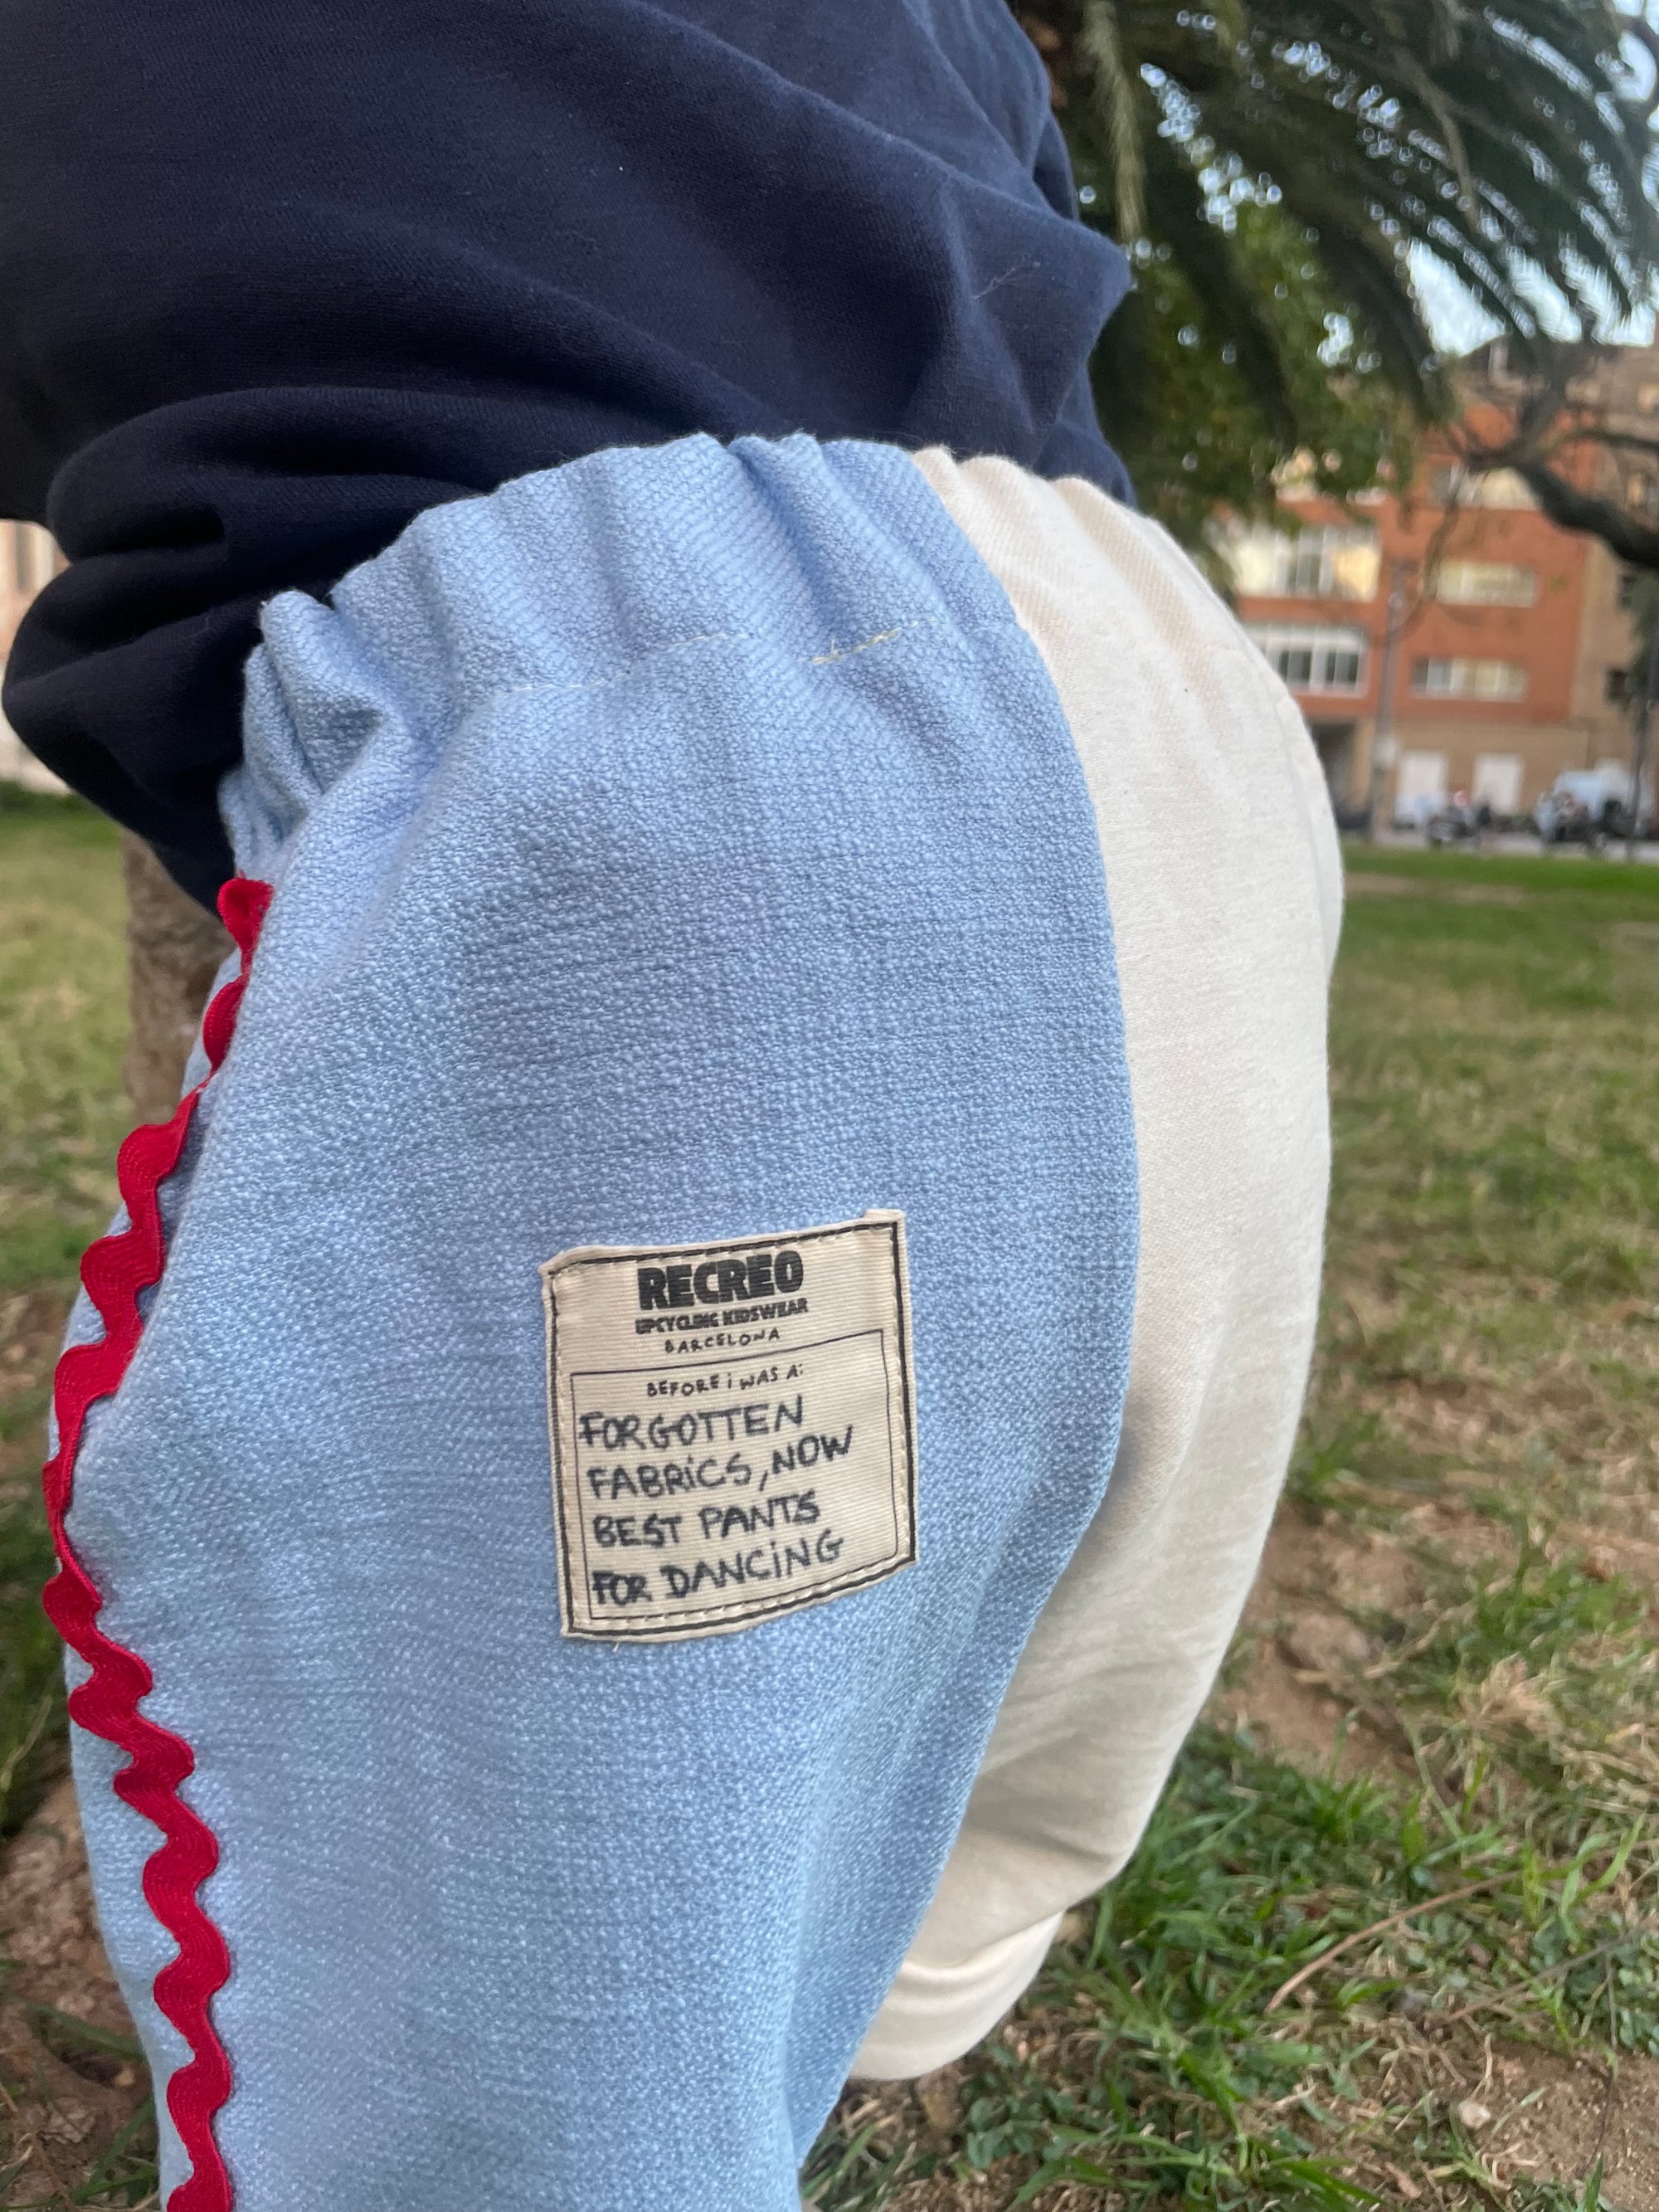 RECREO
UPCYCLING KIDSWEAR
BARCELONA
BEFORE i WAS A:
FORGOTTEN
FABRiCS, NOW
BEST PANTS
FOR DANCiNG